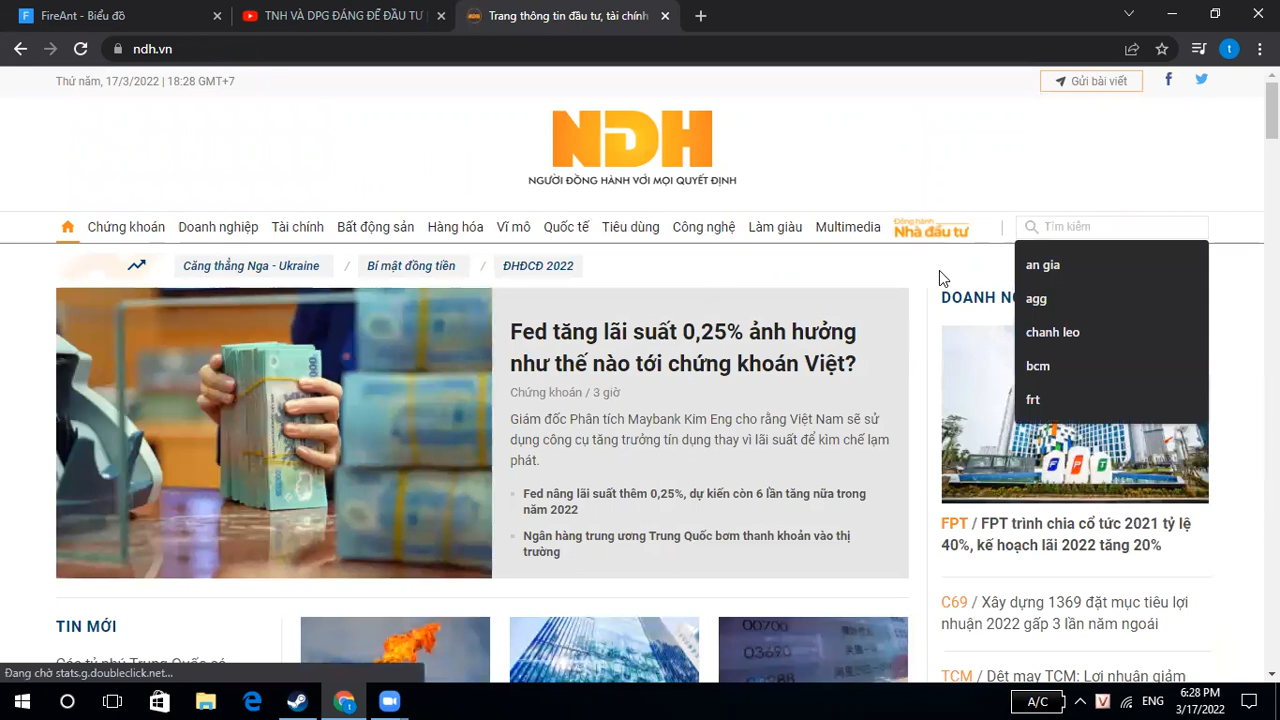 FireAnt - Biểu đồ
TNH VÀ DPG ĐÁNG ĐỂ ĐẦU TƯ
Trang thông tin đầu tư, tài chính
ndh.vn
t
Thứ năm, 17/3/2022 | 18:28 GMT+7
Gửi bài viết
NDH
NGƯỜI ĐỒNG HÀNH VỚI MỌI QUYẾT ĐỊNH
Chứng khoán Doanh nghiệp Tài chính Bất động sản Hàng hóa Vĩ mô Quốc tế Tiêu dùng Công nghệ Làm giàu Multimedia
Đồng hành
Nhà đầu tư
Tìm kiếm
an gia
agg
chanh leo
bcm
frt
Căng thẳng Nga - Ukraine / Bí mật đồng tiền / ĐHĐCĐ 2022
Fed tăng lãi suất 0,25% ảnh hưởng
như thế nào tới chứng khoán Việt?
Chứng khoán / 3 giờ
Giám đốc Phân tích Maybank Kim Eng cho rằng Việt Nam sẽ sử
dụng công cụ tăng trưởng tín dụng thay vì lãi suất để kìm chế lạm
phát.
Fed nâng lãi suất thêm 0,25%, dự kiến còn 6 lần tăng nữa trong
năm 2022
Ngân hàng trung ương Trung Quốc bơm thanh khoản vào thị
trường
FPT
FPT / FPT trình chia cổ tức 2021 tỷ lệ
40%, kế hoạch lãi 2022 tăng 20%
C69 / Xây dựng 1369 đặt mục tiêu lợi
nhuận 2022 gấp 3 lần năm ngoái
TCM / Dệt may TCM: Lợi nhuận giảm
TIN MỚI
Các tỷ phú Trung Quốc có
03690
Đang chờ stats.g.doubleclick.net...
A/C
V
ENG
6:28 PM
3/17/2022